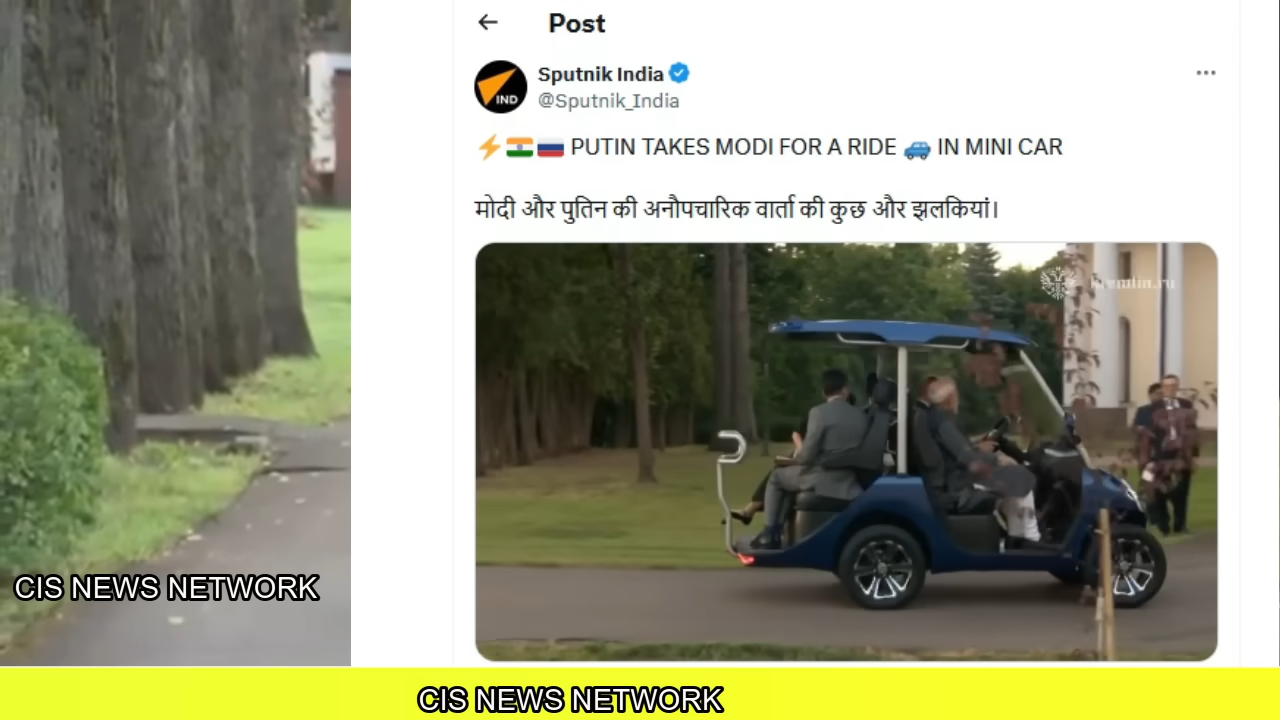 Post
Sputnik India
IND
@Sputnik_India
⚡🇮🇳🇷🇺 PUTIN TAKES MODI FOR A RIDE 🚙 IN MINI CAR
मोदी और पुतिन की अनौपचारिक वार्ता की कुछ और झलकियां।
kremlin.ru
CIS NEWS NETWORK
CIS NEWS NETWORK